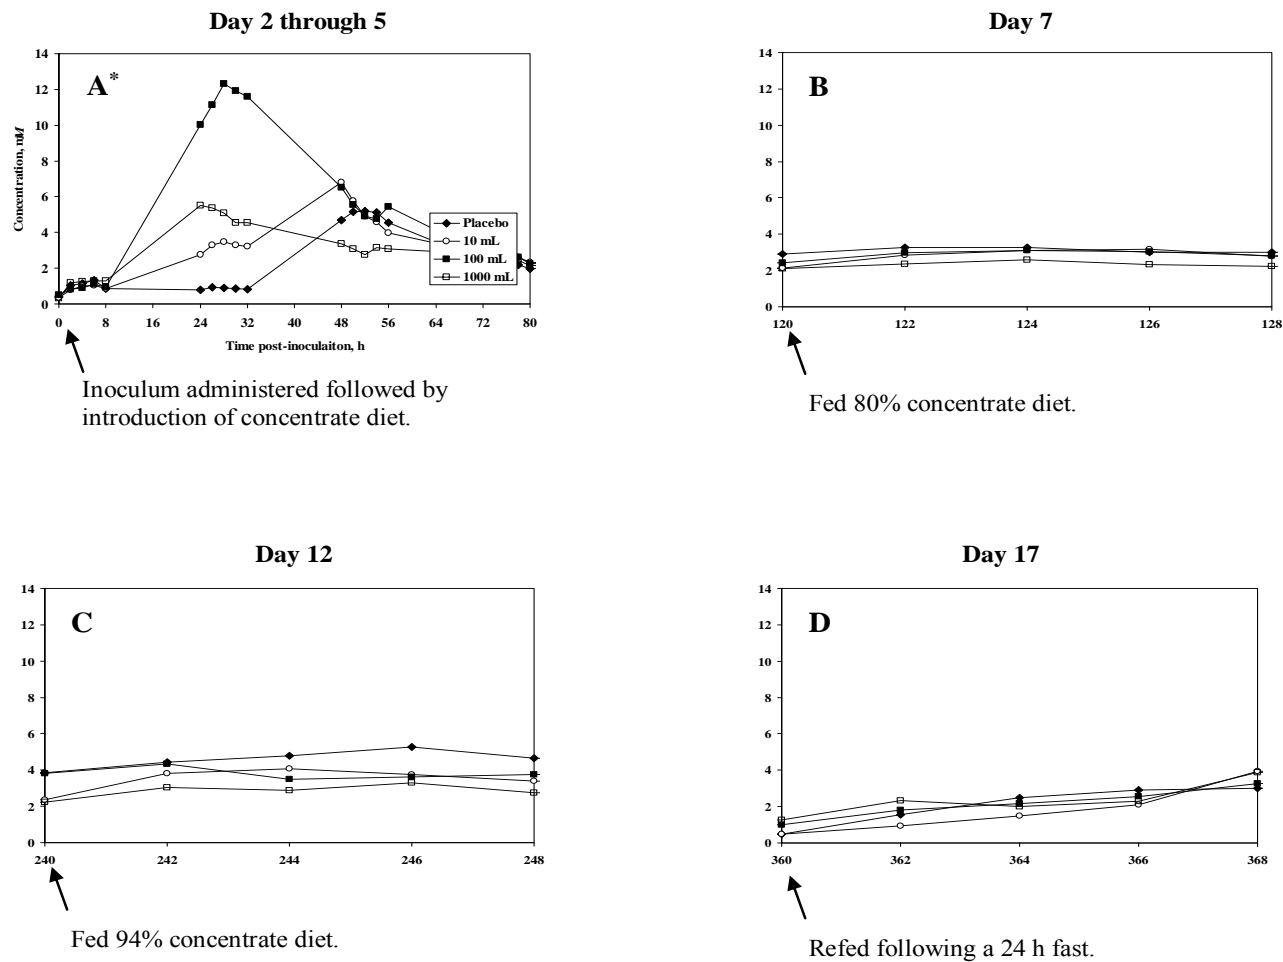 Day 2 through 5
14
12
10
8
6
4
2
0
Concentration, mM
A*
Placebo
10 mL
100 mL
1000 mL
0 8 16 24 32 40 48 56 64 72 80
Time post-inoculaiton, h
Inoculum administered followed by
introduction of concentrate diet.
Day 7
14
12
10
8
6
4
2
0
B
120 122 124 126 128
Fed 80% concentrate diet.
Day 12
14
12
10
8
6
4
2
0
C
240 242 244 246 248
Fed 94% concentrate diet.
Day 17
14
12
10
8
6
4
2
0
D
360 362 364 366 368
Refed following a 24 h fast.